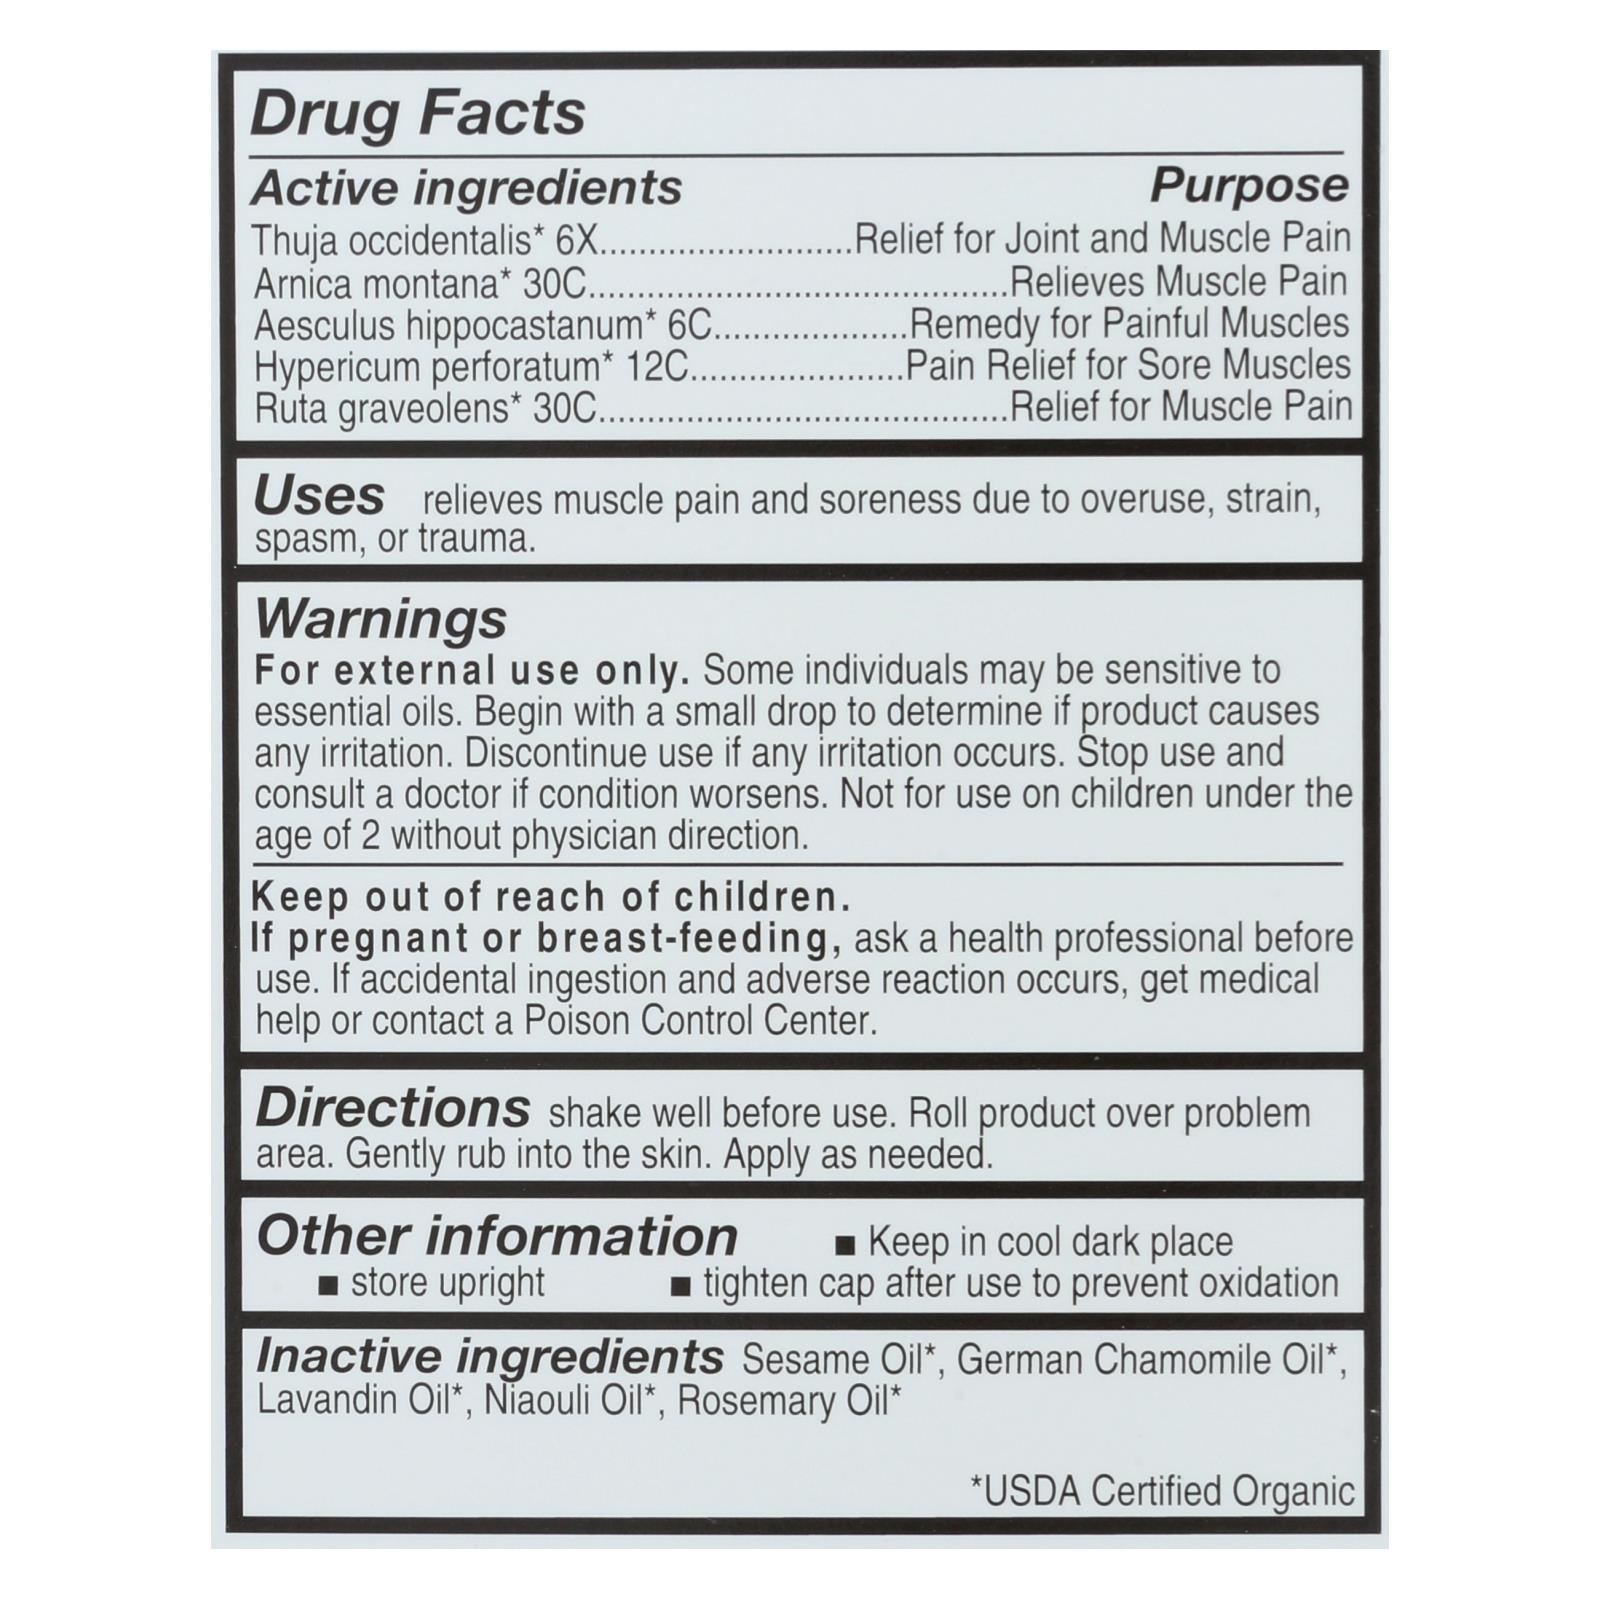 Drug Facts
Active ingredients Purpose
Thuja occidentalis* 6X.........................Relief for Joint and Muscle Pain
Arnica montana* 30C..........................................Relieves Muscle Pain
Aesculus hippocastanum* 6C...................Remedy for Painful Muscles
Hypericum perforatum* 12C.....................Pain Relief for Sore Muscles
Ruta graveolens* 30C.........................................Relief for Muscle Pain
Uses relieves muscle pain and soreness due to overuse, strain,
spasm, or trauma.
Warnings
For external use only. Some individuals may be sensitive to
essential oils. Begin with a small drop to determine if product causes
any irritation. Discontinue use if any irritation occurs. Stop use and
consult a doctor if condition worsens. Not for use on children under the
age of 2 without physician direction.
Keep out of reach of children.
If pregnant or breast-feeding, ask a health professional before
use. If accidental ingestion and adverse reaction occurs, get medical
help or contact a Poison Control Center.
Directions shake well before use. Roll product over problem
area. Gently rub into the skin. Apply as needed.
Other information ■ Keep in cool dark place
■ store upright ■ tighten cap after use to prevent oxidation
Inactive ingredients Sesame Oil*, German Chamomile Oil*,
Lavandin Oil*, Niaouli Oil*, Rosemary Oil*
*USDA Certified Organic